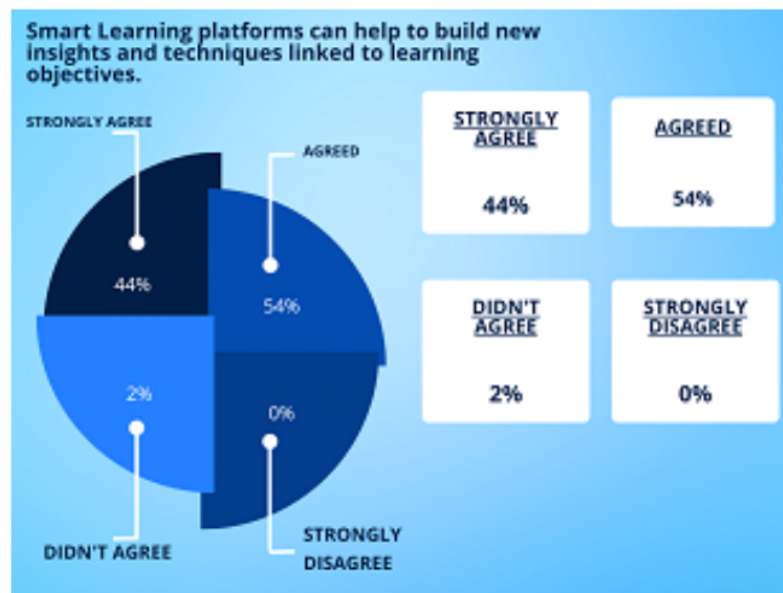 Smart Learning platforms can help to build new
insights and techniques linked to learning
objectives.
STRONGLY AGREE
AGREED
44%
54%
2%
0%
DIDN'T AGREE
STRONGLY
DISAGREE
STRONGLY
AGREE
44%
AGREED
54%
DIDN'T
AGREE
2%
STRONGLY
DISAGREE
0%